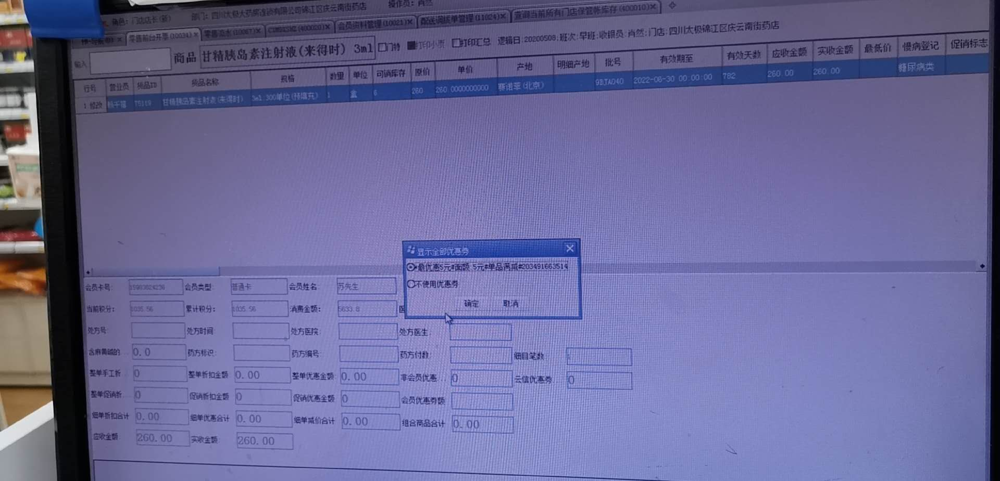 角色: 门店店长(新) 部门: 四川太极大药房连锁有限公司锦江区庆云南街药店 操作员: 肖然
零售前台开票(10034)× 零售流水(10067)× 会员资料管理(10021)× 配送调拨单管理(11024)× 查询当前所有门店保管帐库存(400010)×
输入 商品 甘精胰岛素注射液(来得时) 3ml 门特 打印小票 打印汇总 逻辑日:20200508;班次:早班;收银员:肖然;门店:四川太极锦江区庆云南街药店
行号 营业员 货品ID 货品名称 规格 数量 单位 可销库存 原价 单价 产地 明细产地 批号 有效期至 有效天数 应收金额 实收金额 最低价 慢病登记 促销标志
1 修改 75119 甘精胰岛素注射液(来得时) 3ml:300单位(预填充) 1 盒 6 260 260.0000000000 赛诺菲(北京) 9BJA040 2022-06-30 00:00:00 782 260.00 260.00 糖尿病类
显示全部优惠券
最优惠5元#面额:5元#单品满减#203491663514
不使用优惠券
确定 取消
会员卡号: 会员类型: 普通卡 会员姓名: 苏先生
当前积分: 1035.56 累计积分: 1035.56 消费金额: 5633.8
处方号: 处方时间: 处方医院: 处方医生:
含麻黄碱的... 0.0 药方标识: 药方编号: 药方付数: 细目笔数:
整单手工折... 0 整单折扣金额: 0.00 整单优惠金额: 0.00 非会员优惠... 0 云信优惠券: 0
整单促销折... 0 促销折扣金额 0 促销优惠金额 0 会员优惠券额
细单折扣合计 0.00 细单优惠合计 0.00 细单减价合计 0.00 组合商品合计 0.00
应收金额: 260.00 实收金额: 260.00